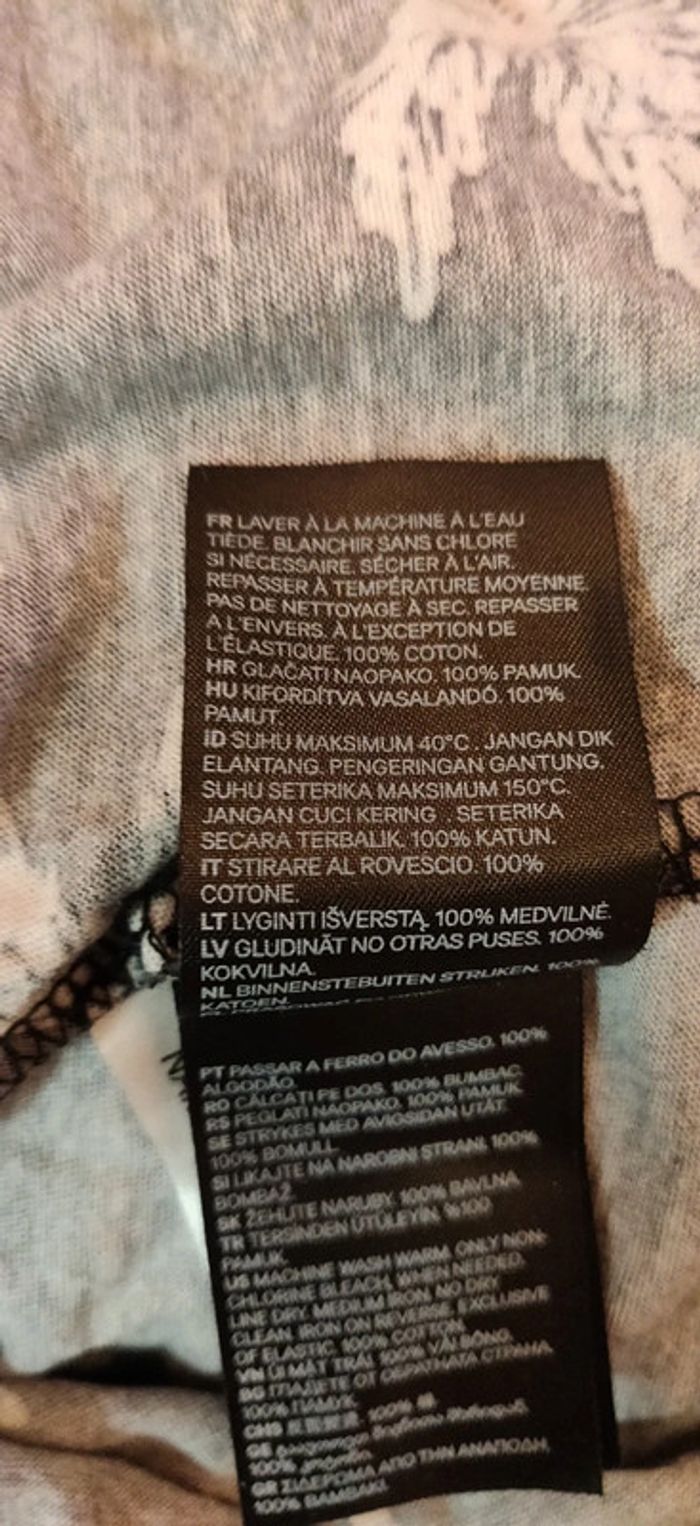 FR LAVER À LA MACHINE À L'EAU
TIÈDE. BLANCHIR SANS CHLORE
SI NÉCESSAIRE. SÉCHER À L'AIR.
REPASSER À TEMPÉRATURE MOYENNE.
PAS DE NETTOYAGE À SEC. REPASSER
A L'ENVERS. À L'EXCEPTION DE
L'ÉLASTIQUE. 100% COTON.
HR GLAČATI NAOPAKO. 100% PAMUK.
HU KIFORDÍTVA VASALANDÓ. 100%
PAMUT.
ID SUHU MAKSIMUM 40°C . JANGAN DIK
ELANTANG. PENGERINGAN GANTUNG.
SUHU SETERIKA MAKSIMUM 150°C.
JANGAN CUCI KERING . SETERIKA
SECARA TERBALIK. 100% KATUN.
IT STIRARE AL ROVESCIO. 100%
COTONE.
LT LYGINTI IŠVERSTĄ. 100% MEDVILNĖ.
LV GLUDINĀT NO OTRAS PUSES. 100%
KOKVILNA.
NL BINNENSTEBUITEN STRIJKEN. 100%
KATOEN.
PT PASSAR A FERRO DO AVESSO. 100%
ALGODÃO.
RO CĂLCAȚI PE DOS. 100% BUMBAC.
RS PEGLATI NAOPAKO. 100% PAMUK.
SE STRYKES MED AVIGSIDAN UTÅT.
100% BOMULL.
SI LIKAJTE NA NAROBNI STRANI. 100%
BOMBAŽ.
SK ŽEHLITE NARUBY. 100% BAVLNA
TR TERSİNDEN ÜTÜLEYİN. %100
PAMUK.
US MACHINE WASH WARM. ONLY NON-
CHLORINE BLEACH, WHEN NEEDED.
LINE DRY. MEDIUM IRON. NO DRY
CLEAN. IRON ON REVERSE. EXCLUSIVE
OF ELASTIC. 100% COTTON.
VN ỦI MẶT TRÁI. 100% VẢI BÔNG.
BG ГЛАДЕТЕ ОТ ОБРАТНАТА СТРАНА.
100% ПАМУК.
CHS 100% 棉
GE
100%
GR ΣΙΔΕΡΩΜΑ ΑΠΟ ΤΗΝ ΑΝΑΠΟΔΗ.
100% ΒΑΜΒΑΚΙ.